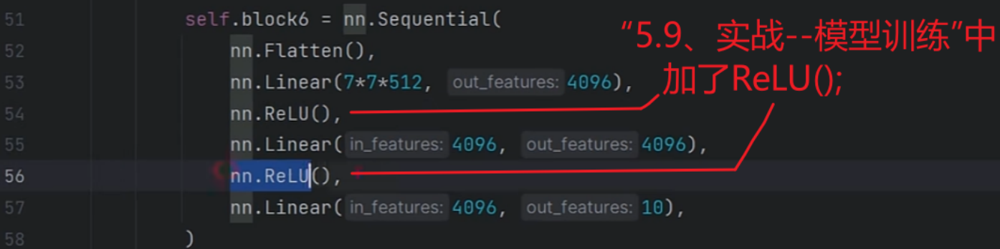 51 self.block6 = nn.Sequential(
“5.9、实战--模型训练”中
52 nn.Flatten(),
53 nn.Linear(7*7*512, out_features: 4096),
加了ReLU();
54 nn.ReLU(),
55 nn.Linear( in_features: 4096, out_features: 4096),
56 nn.ReLU(),
57 nn.Linear( in_features: 4096, out_features: 10),
58 )